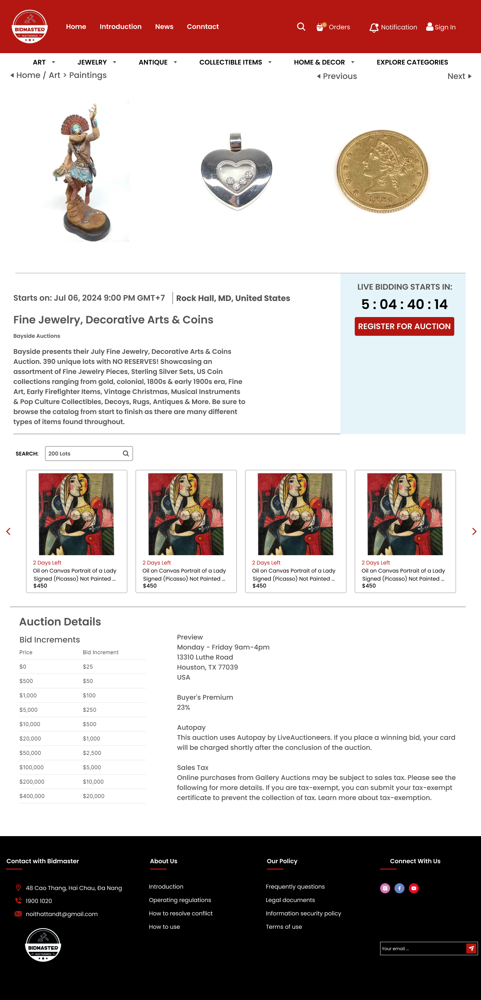 BIDMASTER
AUCTIONACE
Home Introduction News Conntact
0 Orders Notification Sign In
ART JEWELRY ANTIQUE COLLECTIBLE ITEMS HOME & DECOR EXPLORE CATEGORIES
Home / Art > Paintings
Previous Next
1881
LIVE BIDDING STARTS IN:
5 : 04 : 40 : 14
REGISTER FOR AUCTION
Starts on: Jul 06, 2024 9:00 PM GMT+7 Rock Hall, MD, United States
Fine Jewelry, Decorative Arts & Coins
Bayside Auctions
Bayside presents their July Fine Jewelry, Decorative Arts & Coins
Auction. 390 unique lots with NO RESERVES! Showcasing an
assortment of Fine Jewelry Pieces, Sterling Silver Sets, US Coin
collections ranging from gold, colonial, 1800s & early 1900s era, Fine
Art, Early Firefighter Items, Vintage Christmas, Musical Instruments
& Pop Culture Collectibles, Decoys, Rugs, Antiques & More. Be sure to
browse the catalog from start to finish as there are many different
types of items found throughout.
SEARCH: 200 Lots
2 Days Left
Oil on Canvas Portrait of a Lady
Signed (Picasso) Not Painted ...
$450
2 Days Left
Oil on Canvas Portrait of a Lady
Signed (Picasso) Not Painted ...
$450
2 Days Left
Oil on Canvas Portrait of a Lady
Signed (Picasso) Not Painted ...
$450
2 Days Left
Oil on Canvas Portrait of a Lady
Signed (Picasso) Not Painted ...
$450
Auction Details
Bid Increments
Price Bid Increment
$0 $25
$500 $50
$1,000 $100
$5,000 $250
$10,000 $500
$20,000 $1,000
$50,000 $2,500
$100,000 $5,000
$200,000 $10,000
$400,000 $20,000
Preview
Monday - Friday 9am-4pm
13310 Luthe Road
Houston, TX 77039
USA
Buyer's Premium
23%
Autopay
This auction uses Autopay by LiveAuctioneers. If you place a winning bid, your card
will be charged shortly after the conclusion of the auction.
Sales Tax
Online purchases from Gallery Auctions may be subject to sales tax. Please see the
following for more details. If you are tax-exempt, you can submit your tax-exempt
certificate to prevent the collection of tax. Learn more about tax-exemption.
Contact with Bidmaster
48 Cao Thang, Hai Chau, Đa Nang
1900 1020
noithattandt@gmail.com
BIDMASTER
AUCTIONACE
About Us
Introduction
Operating regulations
How to resolve conflict
How to use
Our Policy
Frequently questions
Legal documents
Information security policy
Terms of use
Connect With Us
Your email ...